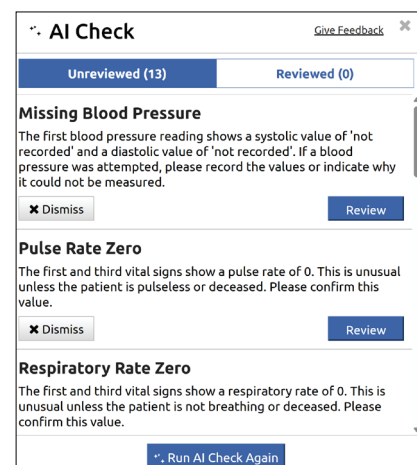 AI Check
Give Feedback
Unreviewed (13)
Reviewed (0)
Missing Blood Pressure
The first blood pressure reading shows a systolic value of 'not
recorded' and a diastolic value of 'not recorded'. If a blood
pressure was attempted, please record the values or indicate why
it could not be measured.
Dismiss
Review
Pulse Rate Zero
The first and third vital signs show a pulse rate of 0. This is unusual
unless the patient is pulseless or deceased. Please confirm this
value.
Dismiss
Review
Respiratory Rate Zero
The first and third vital signs show a respiratory rate of 0. This is
unusual unless the patient is not breathing or deceased. Please
confirm this value.
Run AI Check Again